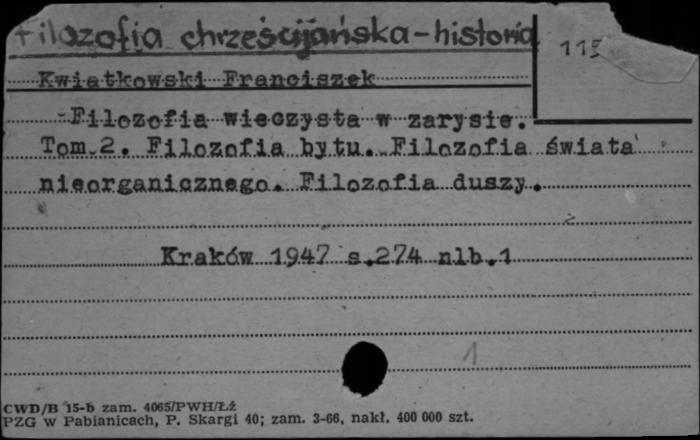 Filozofia chrześcijańska - historia
Kwiatkowski Franciszek
Filozofia wieczysta w zarysie.
Tom 2. Filozofia bytu. Filozofia świata
nieorganicznego. Filozofia duszy.
Kraków 1947 s.274 nlb.1
1
CWD/B 15-b zam. 4065/PWH/Łż
PZG w Pabianicach, P. Skargi 40; zam. 3-66, nakł. 400 000 szt.